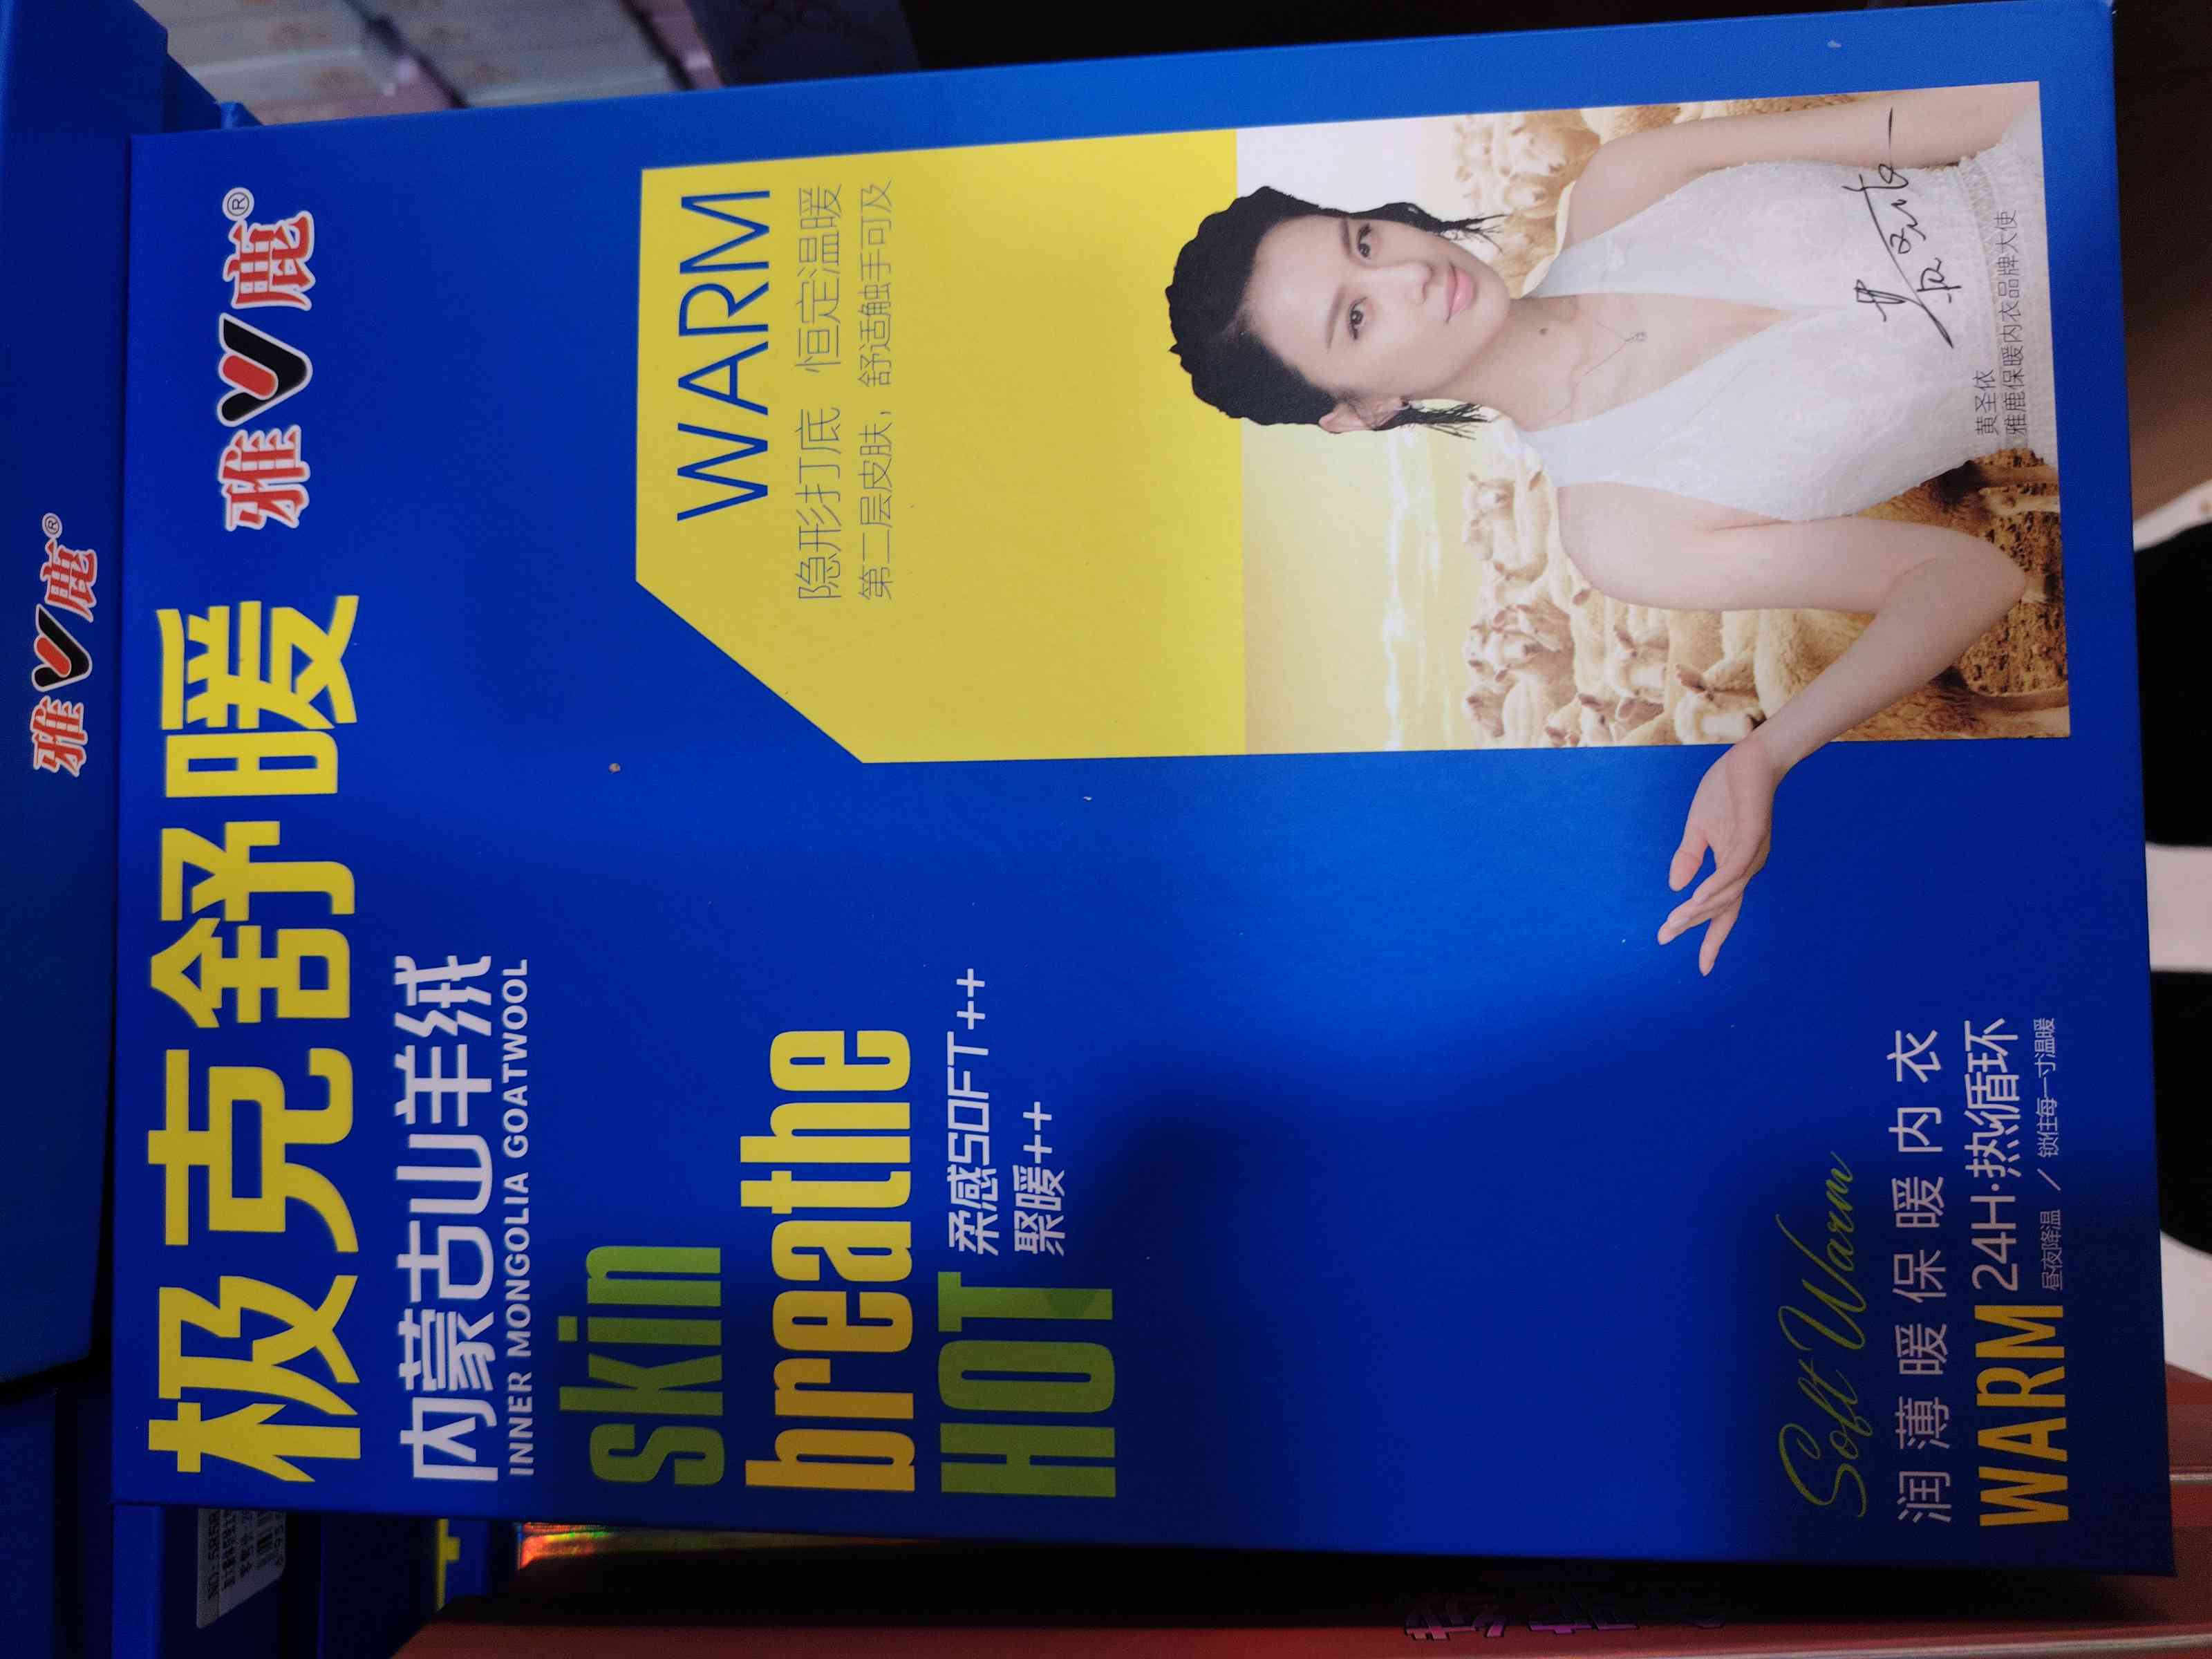 极克舒暖
雅鹿®
内蒙古山羊绒
INNER MONGOLIA GOATWOOL
skin
breathe
HOT
柔感SOFT++
聚暖++
WARM
隐形打底 恒定温暖
第二层皮肤，舒适触手可及
黄圣依
雅鹿保暖内衣品牌大使
Soft Warm
润薄暖保暖内衣
WARM
24H·热循环
昼夜降温 / 锁住每一寸温暖
雅鹿®